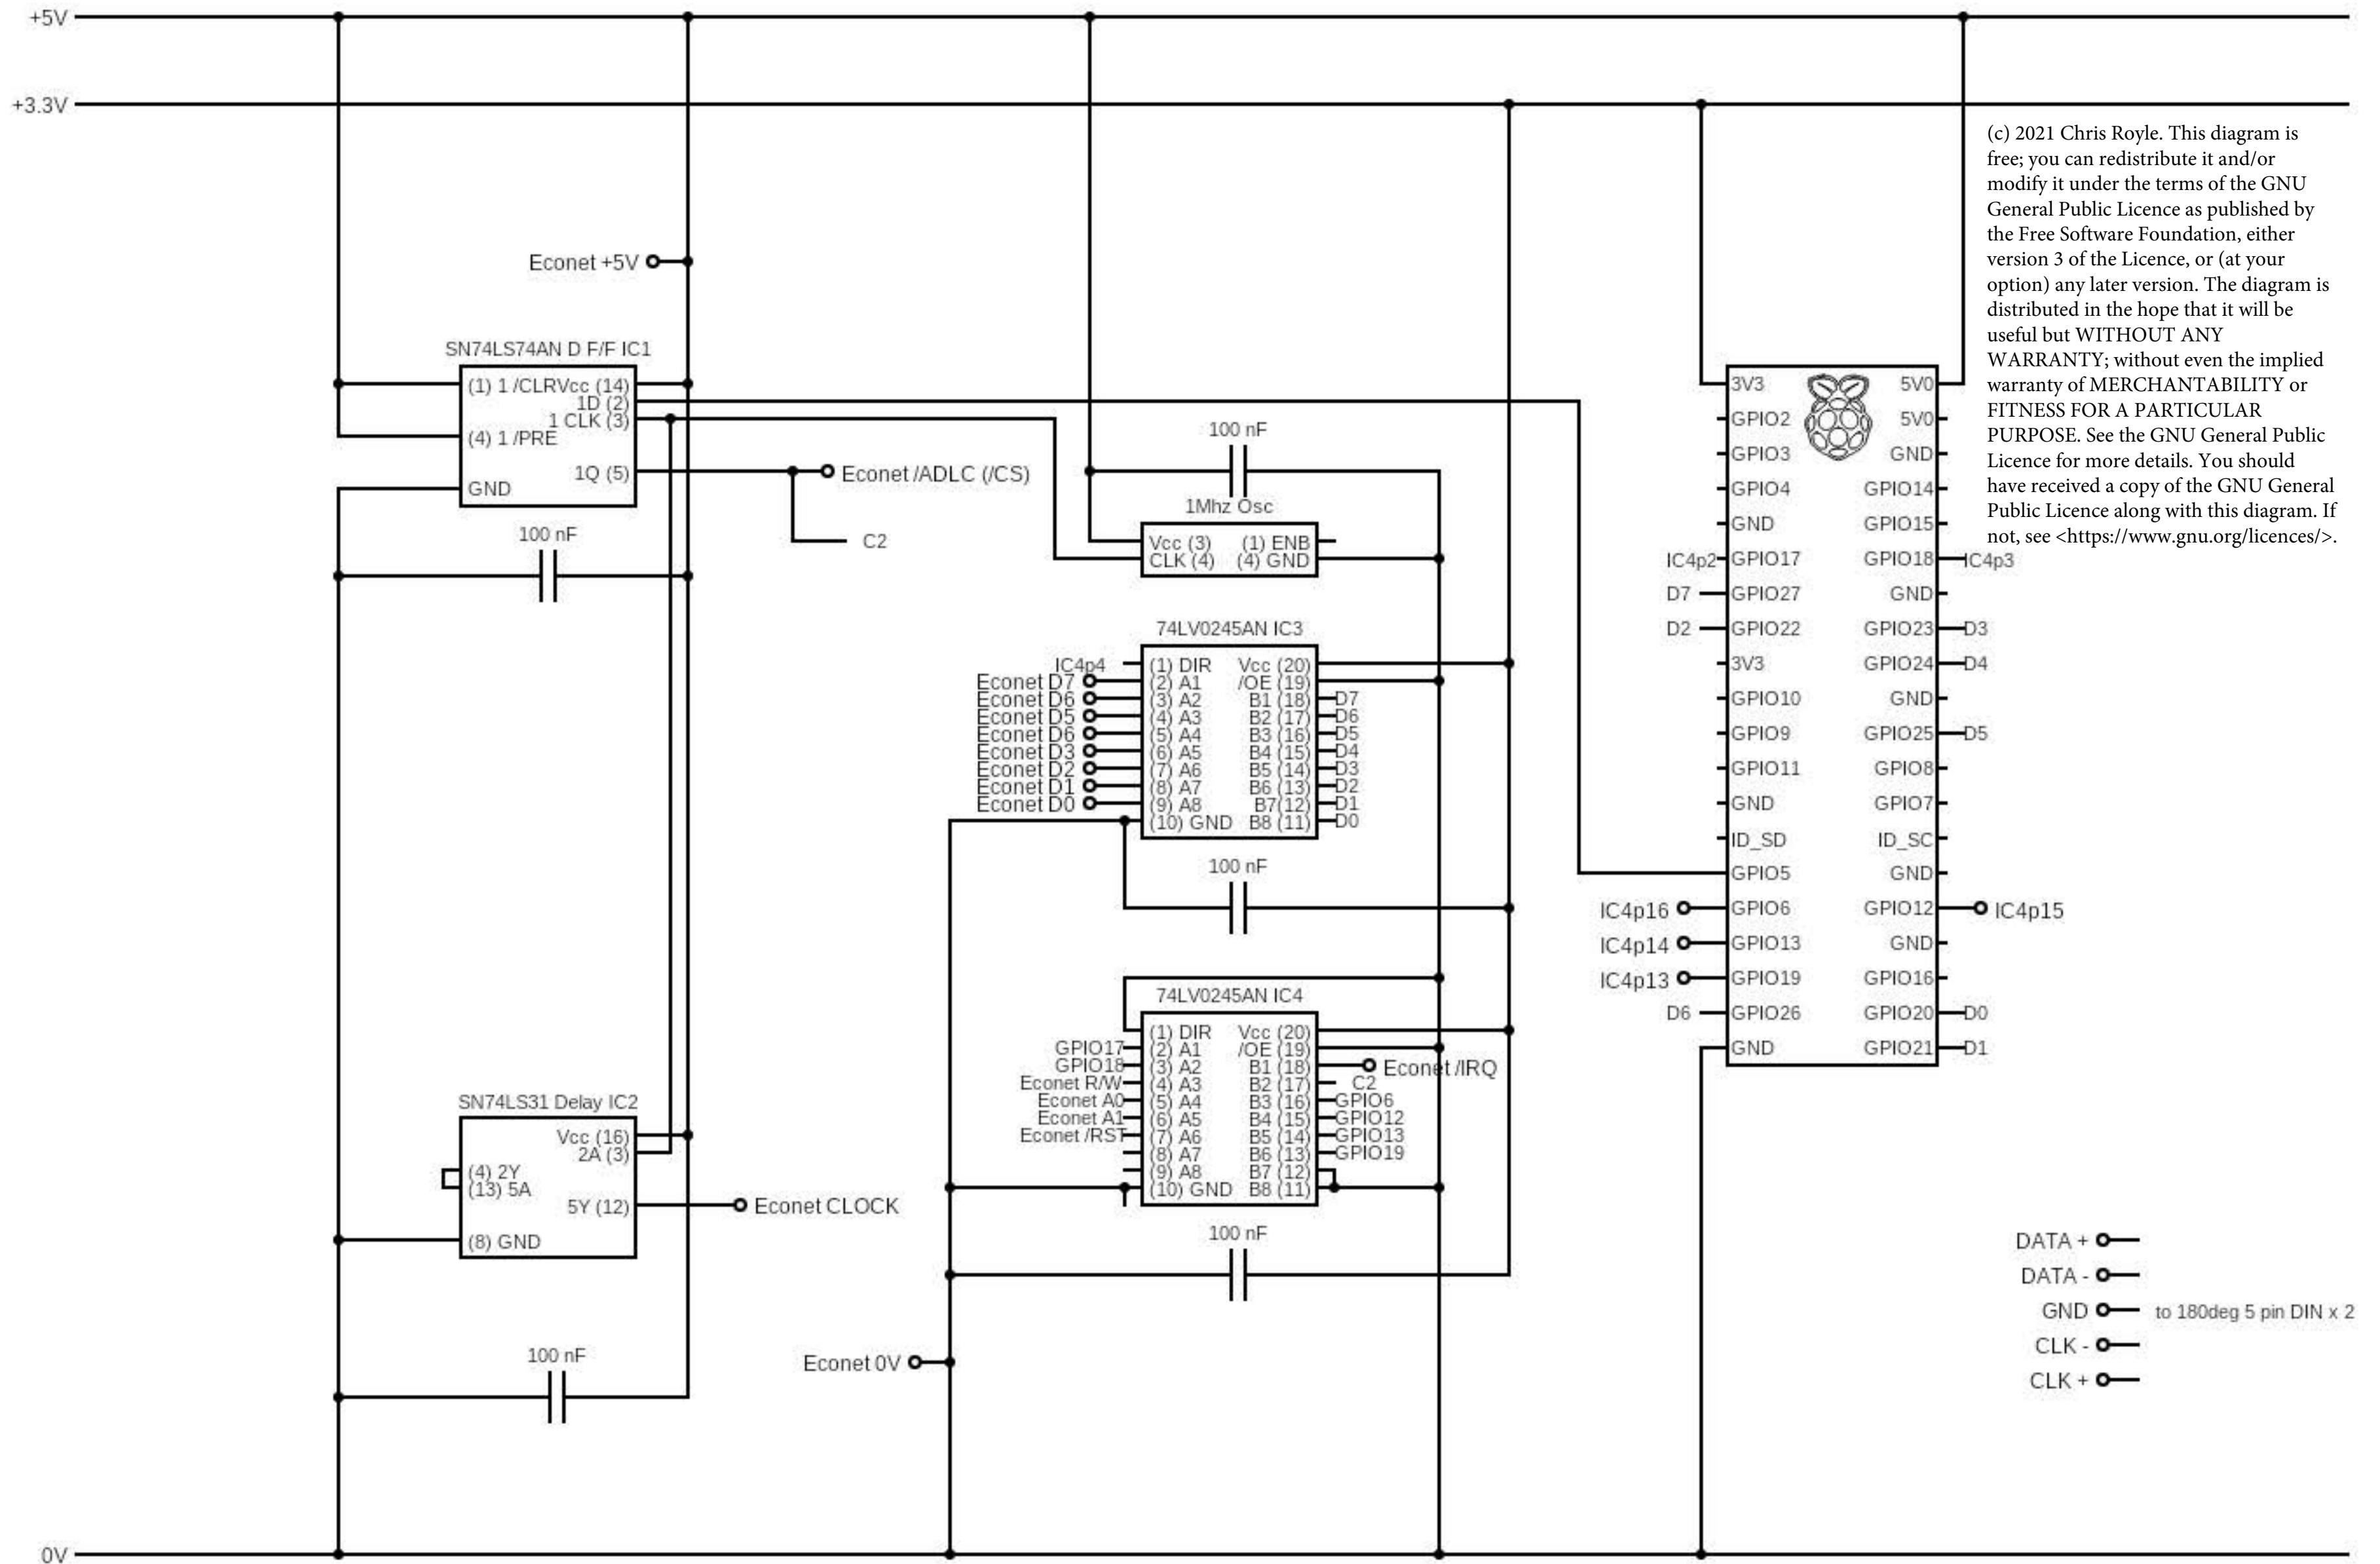 +5V
+3.3V
(c) 2021 Chris Royle. This diagram is
free; you can redistribute it and/or
modify it under the terms of the GNU
General Public Licence as published by
the Free Software Foundation, either
version 3 of the Licence, or (at your
option) any later version. The diagram is
distributed in the hope that it will be
useful but WITHOUT ANY
WARRANTY; without even the implied
warranty of MERCHANTABILITY or
FITNESS FOR A PARTICULAR
PURPOSE. See the GNU General Public
Licence for more details. You should
have received a copy of the GNU General
Public Licence along with this diagram. If
not, see <https://www.gnu.org/licences/>.
Econet +5V
SN74LS74AN D F/F IC1
(1) 1 /CLR Vcc (14)
1D (2)
1 CLK (3)
(4) 1 /PRE
1Q (5)
GND
Econet /ADLC (/CS)
C2
100 nF
100 nF
1Mhz Osc
Vcc (3) (1) ENB
CLK (4) (4) GND
74LV0245AN IC3
IC4p4 (1) DIR Vcc (20)
Econet D7 (2) A1 /OE (19)
Econet D6 (3) A2 B1 (18) D7
Econet D5 (4) A3 B2 (17) D6
Econet D6 (5) A4 B3 (16) D5
Econet D3 (6) A5 B4 (15) D4
Econet D2 (7) A6 B5 (14) D3
Econet D1 (8) A7 B6 (13) D2
Econet D0 (9) A8 B7(12) D1
(10) GND B8 (11) D0
100 nF
74LV0245AN IC4
(1) DIR Vcc (20)
GPIO17 (2) A1 /OE (19)
GPIO18 (3) A2 B1 (18) Econet /IRQ
Econet R/W (4) A3 B2 (17) C2
Econet A0 (5) A4 B3 (16) GPIO6
Econet A1 (6) A5 B4 (15) GPIO12
Econet /RST (7) A6 B5 (14) GPIO13
(8) A7 B6 (13) GPIO19
(9) A8 B7 (12)
(10) GND B8 (11)
100 nF
SN74LS31 Delay IC2
Vcc (16)
2A (3)
(4) 2Y
(13) 5A
5Y (12) Econet CLOCK
(8) GND
100 nF
Econet 0V
3V3 5V0
GPIO2 5V0
GPIO3 GND
GPIO4 GPIO14
GND GPIO15
IC4p2 GPIO17 GPIO18 IC4p3
D7 GPIO27 GND
D2 GPIO22 GPIO23 D3
3V3 GPIO24 D4
GPIO10 GND
GPIO9 GPIO25 D5
GPIO11 GPIO8
GND GPIO7
ID_SD ID_SC
GPIO5 GND
IC4p16 GPIO6 GPIO12 IC4p15
IC4p14 GPIO13 GND
IC4p13 GPIO19 GPIO16
D6 GPIO26 GPIO20 D0
GND GPIO21 D1
DATA +
DATA -
GND to 180deg 5 pin DIN x 2
CLK -
CLK +
0V